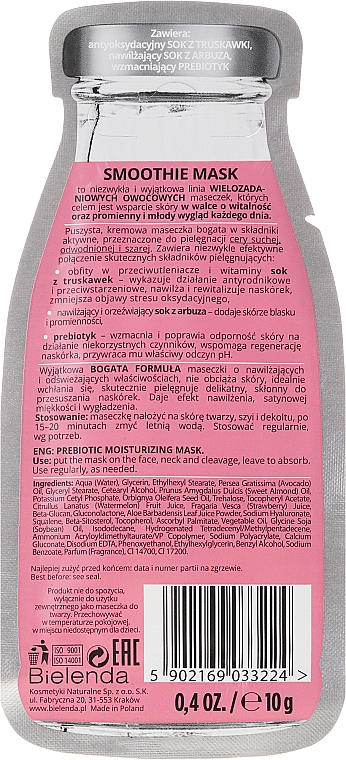 Zawiera:
antyoksydacyjny SOK Z TRUSKAWKI,
nawilżający SOK Z ARBUZA,
wzmacniający PREBIOTYK
SMOOTHIE MASK
to niezwykła i wyjątkowa linia WIELOZADA-
NIOWYCH OWOCOWYCH maseczek, których
celem jest wsparcie skóry w walce o witalność
oraz promienny i młody wygląd każdego dnia.
Puszysta, kremowa maseczka bogata w składniki
aktywne, przeznaczone do pielęgnacji cery suchej,
odwodnionej i szarej. Zawiera niezwykle efektywne
połączenie skutecznych składników pielęgnujących:
• obfity w przeciwutleniacze i witaminy sok
z truskawek – wykazuje działanie antyrodnikowe
i przeciwstarzeniowe, nawilża i rewitalizuje naskórek,
zmniejsza objawy stresu oksydacyjnego,
• nawilżający i orzeźwiający sok z arbuza – dodaje skórze blasku
i promienności,
• prebiotyk – wzmacnia i poprawia odporność skóry na
działanie niekorzystnych czynników, wspomaga regenerację
naskórka, przywraca mu właściwy odczyn pH.
Wyjątkowa BOGATA FORMUŁA maseczki o nawilżających
i odświeżających właściwościach, nie obciąża skóry, idealnie
wchłania się, skutecznie pielęgnuje delikatny, skłonny do
przesuszania naskórek. Daje efekt nawilżenia, satynowej
miękkości i wygładzenia.
Stosowanie: maseczkę nałożyć na skórę twarzy, szyi i dekoltu, po
15–20 minutach zmyć letnią wodą. Stosować regularnie,
wg potrzeb.
ENG: PREBIOTIC MOISTURIZING MASK.
Use: put the mask on the face, neck and cleavage, leave to absorb.
Use regularly, as needed.
Ingredients: Aqua (Water), Glycerin, Ethylhexyl Stearate, Persea Gratissima (Avocado)
Oil, Glyceryl Stearate, Cetearyl Alcohol, Prunus Amygdalus Dulcis (Sweet Almond) Oil,
Potassium Cetyl Phosphate, Orbignya Oleifera Seed Oil, Trehalose, Tocopheryl Acetate,
Citrullus Lanatus (Watermelon) Fruit Juice, Fragaria Vesca (Strawberry) Juice,
Beta-Glucan, Gluconolactone, Aloe Barbadensis Leaf Juice Powder, Sodium Hyaluronate,
Squalene, Beta-Sitosterol, Tocopherol, Ascorbyl Palmitate, Vegetable Oil, Glycine Soja
(Soybean) Oil, Isododecane, Hydrogenated Tetradecenyl/Methylpentadecene,
Ammonium Acryloyldimethyltaurate/VP Copolymer, Sodium Polyacrylate, Calcium
Gluconate, Disodium EDTA, Phenoxyethanol, Ethylhexylglycerin, Benzyl Alcohol, Sodium
Benzoate, Parfum (Fragrance), CI 14700, CI 17200.
Najlepiej zużyć przed końcem: data i numer partii na zgrzewie.
Best before: see seal.
Produkt nie do spożycia,
wyłącznie do użytku
zewnętrznego jako maseczka do
twarzy. Przechowywać
w temperaturze pokojowej,
w miejscu niedostępnym dla dzieci.
ISO 9001
ISO 14001
EAC
Bielenda
Kosmetyki Naturalne Sp. z o.o. S.K.
ul. Fabryczna 20, 31-553 Kraków
www.bielenda.pl Made in Poland
5 902169 033224 >
0,4 OZ. / ℮ 10 g